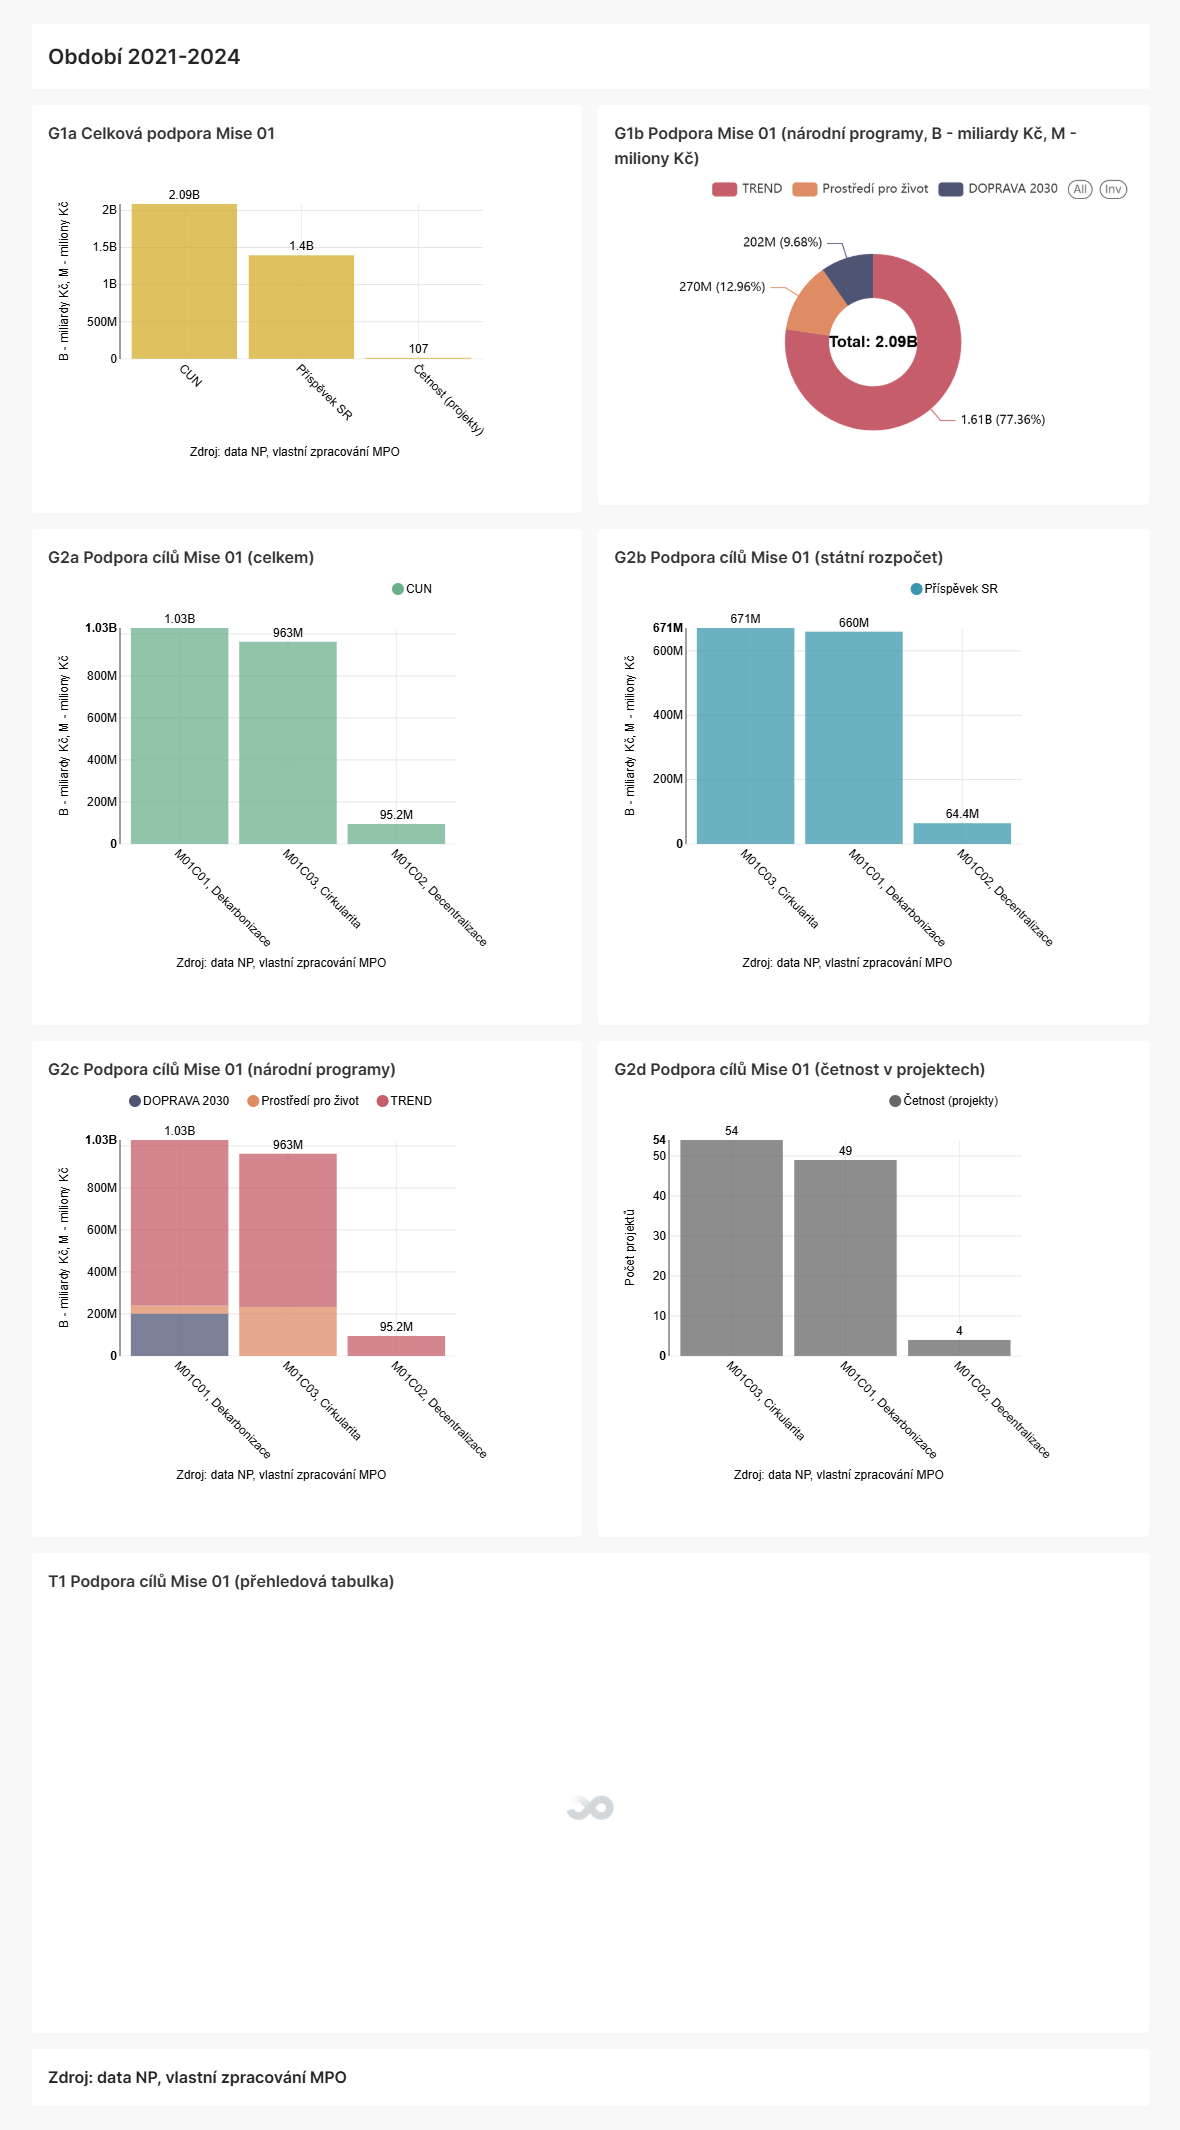 Období 2021-2024
G1a Celková podpora Mise 01
B - miliardy Kč, M - miliony Kč
2B
1.5B
1B
500M
0
2.09B
1.4B
107
CUN
Příspěvek SR
Četnost (projekty)
Zdroj: data NP, vlastní zpracování MPO
G1b Podpora Mise 01 (národní programy, B - miliardy Kč, M -
miliony Kč)
TREND
Prostředí pro život
DOPRAVA 2030
All
Inv
202M (9.68%)
270M (12.96%)
Total: 2.09B
1.61B (77.36%)
G2a Podpora cílů Mise 01 (celkem)
CUN
B - miliardy Kč, M - miliony Kč
1.03B
800M
600M
400M
200M
0
1.03B
963M
95.2M
M01C01, Dekarbonizace
M01C03, Cirkularita
M01C02, Decentralizace
Zdroj: data NP, vlastní zpracování MPO
G2b Podpora cílů Mise 01 (státní rozpočet)
Příspěvek SR
B - miliardy Kč, M - miliony Kč
671M
600M
400M
200M
0
671M
660M
64.4M
M01C03, Cirkularita
M01C01, Dekarbonizace
M01C02, Decentralizace
Zdroj: data NP, vlastní zpracování MPO
G2c Podpora cílů Mise 01 (národní programy)
DOPRAVA 2030
Prostředí pro život
TREND
B - miliardy Kč, M - miliony Kč
1.03B
800M
600M
400M
200M
0
1.03B
963M
95.2M
M01C01, Dekarbonizace
M01C03, Cirkularita
M01C02, Decentralizace
Zdroj: data NP, vlastní zpracování MPO
G2d Podpora cílů Mise 01 (četnost v projektech)
Četnost (projekty)
Počet projektů
54
50
40
30
20
10
0
54
49
4
M01C03, Cirkularita
M01C01, Dekarbonizace
M01C02, Decentralizace
Zdroj: data NP, vlastní zpracování MPO
T1 Podpora cílů Mise 01 (přehledová tabulka)
Zdroj: data NP, vlastní zpracování MPO